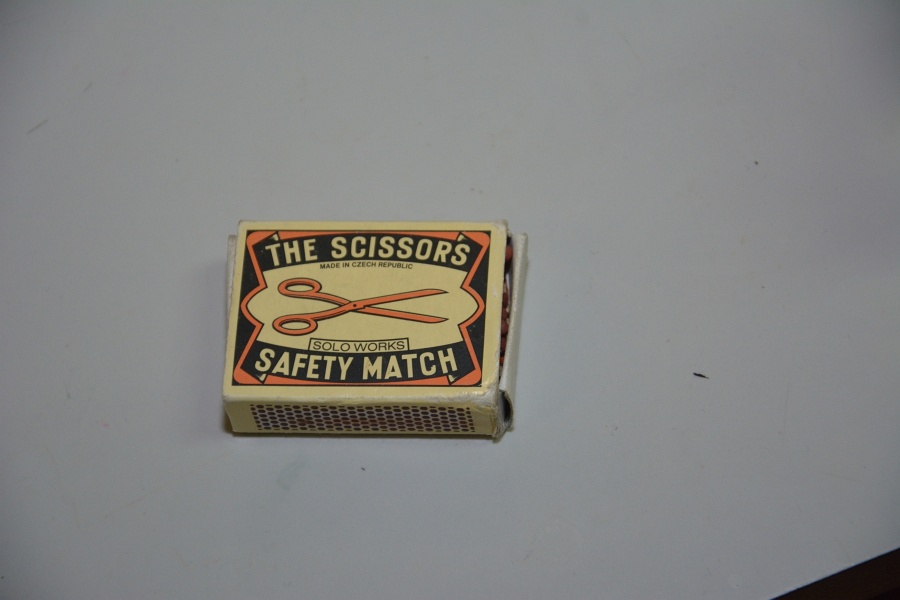 THE SCISSORS
MADE IN CZECH REPUBLIC
SOLO WORKS
SAFETY MATCH